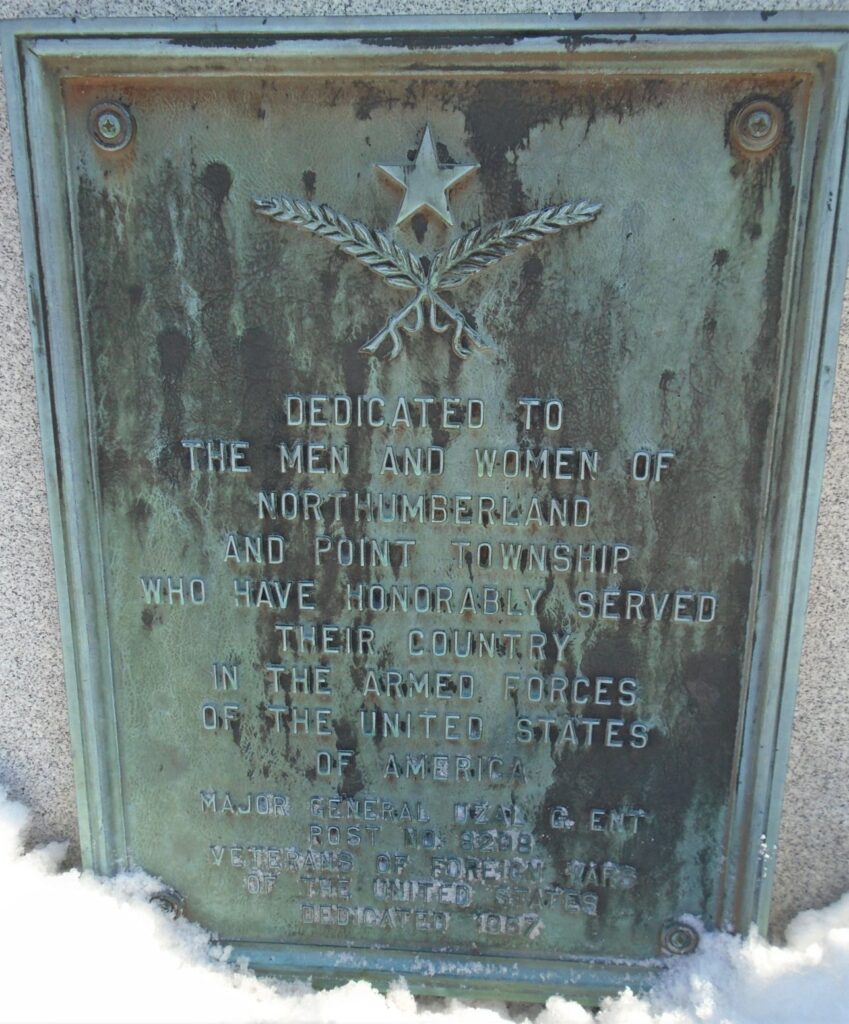 DEDICATED TO
THE MEN AND WOMEN OF
NORTHUMBERLAND
AND POINT TOWNSHIP
WHO HAVE HONORABLY SERVED
THEIR COUNTRY
IN THE ARMED FORCES
OF THE UNITED STATES
OF AMERICA
MAJOR GENERAL UZAL G. ENT
POST NO. 8298
VETERANS OF FOREIGN WARS
OF THE UNITED STATES
DEDICATED 1957